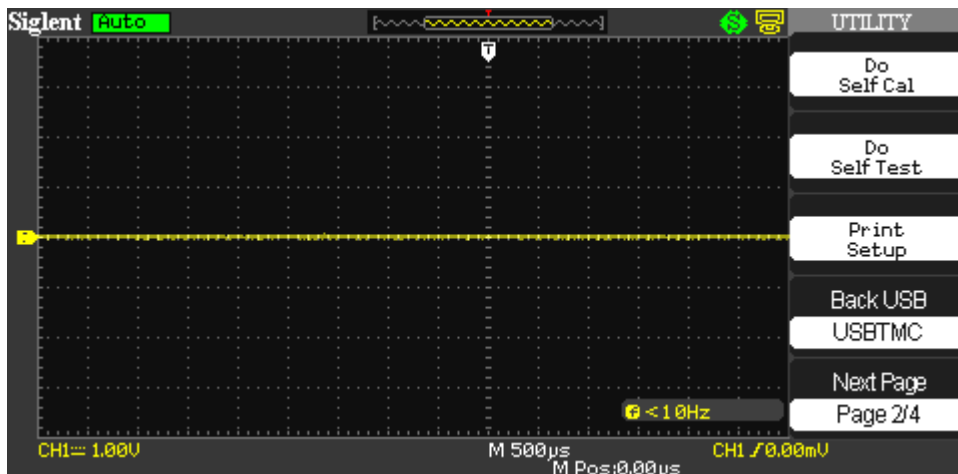 Siglent Auto
UTILITY
Do
Self Cal
Do
Self Test
Print
Setup
Back USB
USBTMC
Next Page
Page 2/4
T
f <10Hz
CH1 1.00V
M 500µs
M Pos:0.00µs
CH1 / 0.00mV